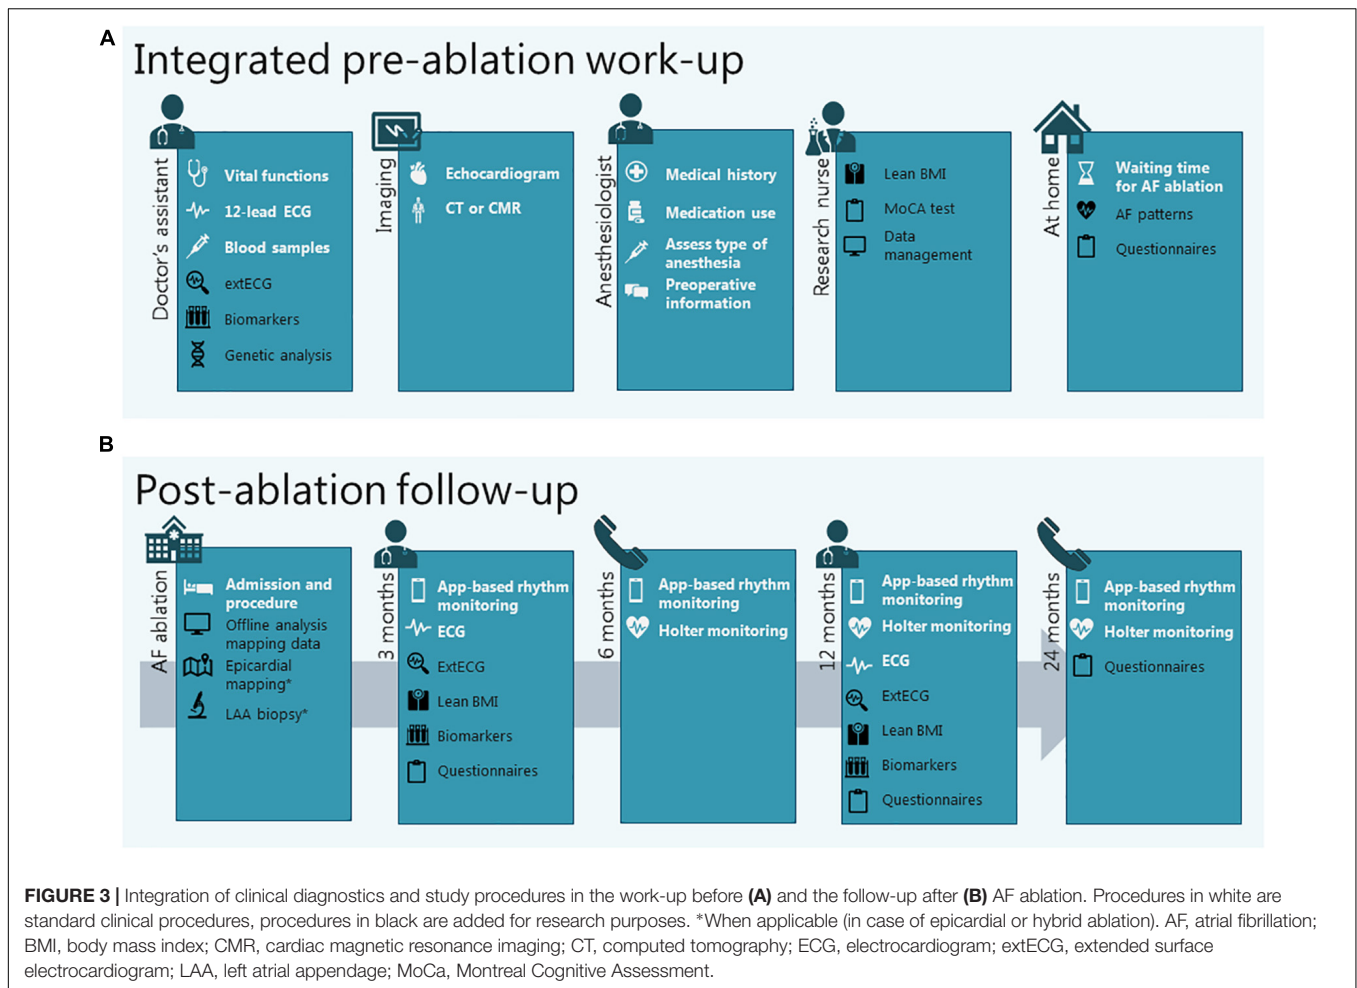 A
Integrated pre-ablation work-up
Doctor's assistant
Vital functions
12-lead ECG
Blood samples
extECG
Biomarkers
Genetic analysis
Imaging
Echocardiogram
CT or CMR
Anesthesiologist
Medical history
Medication use
Assess type of
anesthesia
Preoperative
information
Research nurse
Lean BMI
MoCA test
Data
management
At home
Waiting time
for AF ablation
AF patterns
Questionnaires
B
Post-ablation follow-up
AF ablation
Admission and
procedure
Offline analysis
mapping data
Epicardial
mapping*
LAA biopsy*
3 months
App-based rhythm
monitoring
ECG
ExtECG
Lean BMI
Biomarkers
Questionnaires
6 months
App-based rhythm
monitoring
Holter monitoring
12 months
App-based rhythm
monitoring
Holter monitoring
ECG
ExtECG
Lean BMI
Biomarkers
Questionnaires
24 months
App-based rhythm
monitoring
Holter monitoring
Questionnaires
FIGURE 3 | Integration of clinical diagnostics and study procedures in the work-up before (A) and the follow-up after (B) AF ablation. Procedures in white are
standard clinical procedures, procedures in black are added for research purposes. *When applicable (in case of epicardial or hybrid ablation). AF, atrial fibrillation;
BMI, body mass index; CMR, cardiac magnetic resonance imaging; CT, computed tomography; ECG, electrocardiogram; extECG, extended surface
electrocardiogram; LAA, left atrial appendage; MoCa, Montreal Cognitive Assessment.